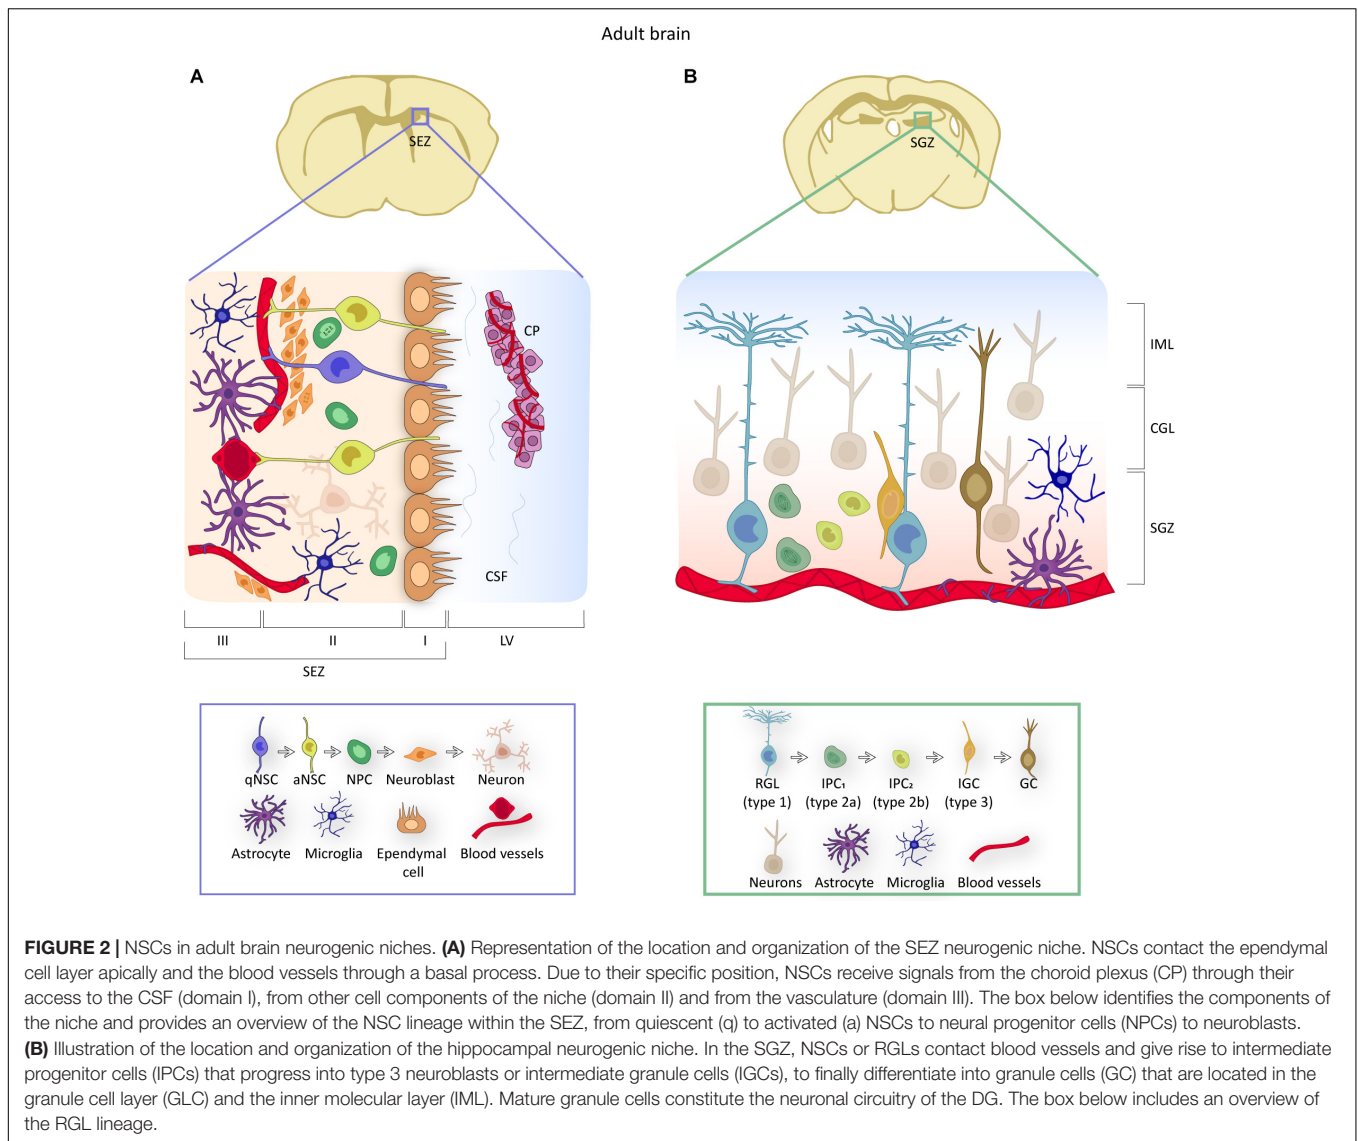 Adult brain
A
B
SEZ
SGZ
CP
CSF
IML
CGL
SGZ
III
II
I
LV
SEZ
qNSC
aNSC
NPC
Neuroblast
Neuron
Astrocyte
Microglia
Ependymal
cell
Blood vessels
RGL
(type 1)
IPC₁
(type 2a)
IPC₂
(type 2b)
IGC
(type 3)
GC
Neurons
Astrocyte
Microglia
Blood vessels
FIGURE 2 | NSCs in adult brain neurogenic niches. (A) Representation of the location and organization of the SEZ neurogenic niche. NSCs contact the ependymal
cell layer apically and the blood vessels through a basal process. Due to their specific position, NSCs receive signals from the choroid plexus (CP) through their
access to the CSF (domain I), from other cell components of the niche (domain II) and from the vasculature (domain III). The box below identifies the components of
the niche and provides an overview of the NSC lineage within the SEZ, from quiescent (q) to activated (a) NSCs to neural progenitor cells (NPCs) to neuroblasts.
(B) Illustration of the location and organization of the hippocampal neurogenic niche. In the SGZ, NSCs or RGLs contact blood vessels and give rise to intermediate
progenitor cells (IPCs) that progress into type 3 neuroblasts or intermediate granule cells (IGCs), to finally differentiate into granule cells (GC) that are located in the
granule cell layer (GLC) and the inner molecular layer (IML). Mature granule cells constitute the neuronal circuitry of the DG. The box below includes an overview of
the RGL lineage.